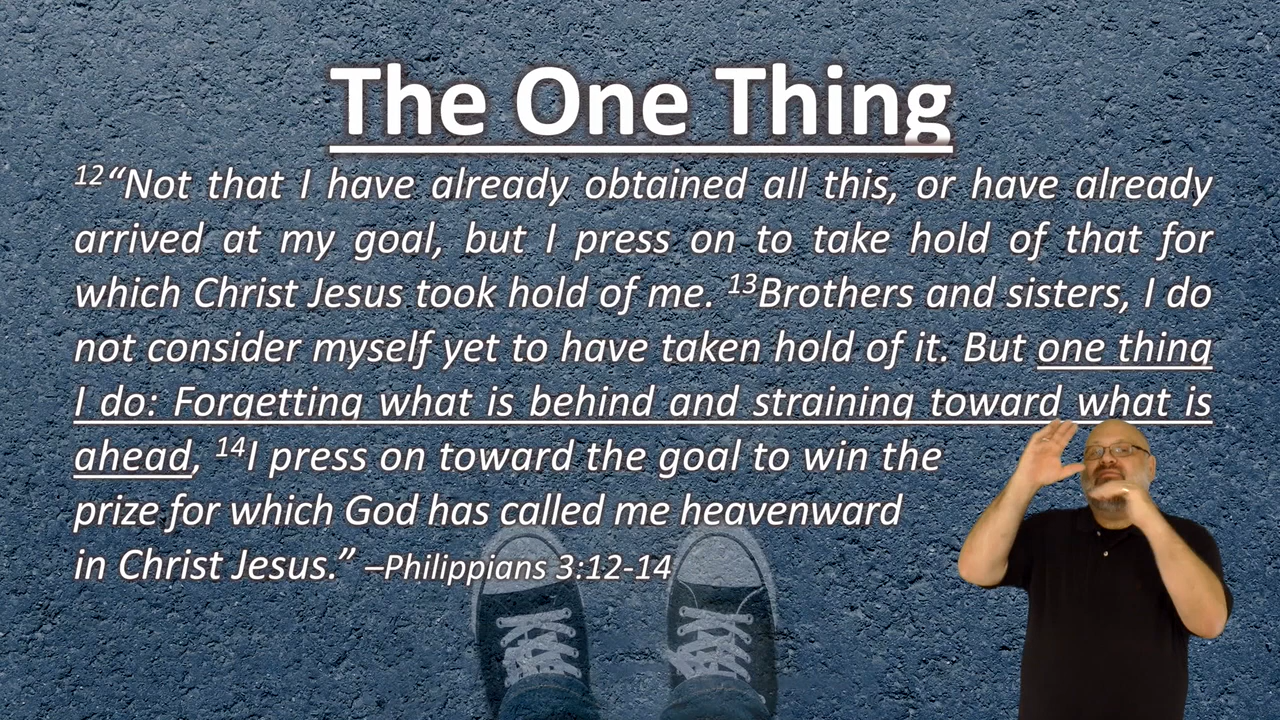 The One Thing
12“Not that I have already obtained all this, or have already
arrived at my goal, but I press on to take hold of that for
which Christ Jesus took hold of me. 13Brothers and sisters, I do
not consider myself yet to have taken hold of it. But one thing
I do: Forgetting what is behind and straining toward what is
ahead, 14I press on toward the goal to win the
prize for which God has called me heavenward
in Christ Jesus.” –Philippians 3:12-14